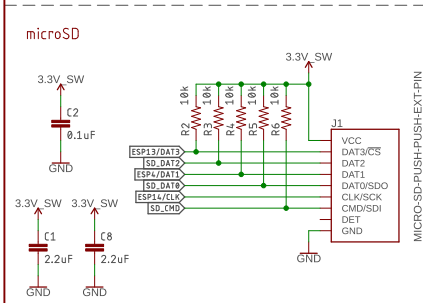 microSD
3.3V_SW
3.3V_SW
C2
0.1uF
GND
10k
10k
10k
10k
10k
R2
R3
R4
R5
R6
J1
ESP13/DAT3
SD_DAT2
ESP4/DAT1
SD_DAT0
ESP14/CLK
SD_CMD
VCC
DAT3/CS
DAT2
DAT1
DAT0/SDO
CLK/SCK
CMD/SDI
DET
GND
MICRO-SD-PUSH-PUSH-EXT-PIN
3.3V_SW
3.3V_SW
C1
C8
2.2uF
2.2uF
GND
GND
GND